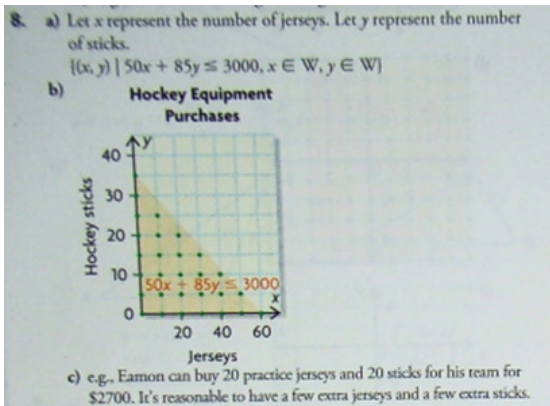 8. a) Let x represent the number of jerseys. Let y represent the number
of sticks.
{(x, y) | 50x + 85y ≤ 3000, x ∈ W, y ∈ W}
b) Hockey Equipment
Purchases
y
40
30
20
10
0
Hockey sticks
50x + 85y ≤ 3000
x
20 40 60
Jerseys
c) e.g., Eamon can buy 20 practice jerseys and 20 sticks for his team for
$2700. It's reasonable to have a few extra jerseys and a few extra sticks.